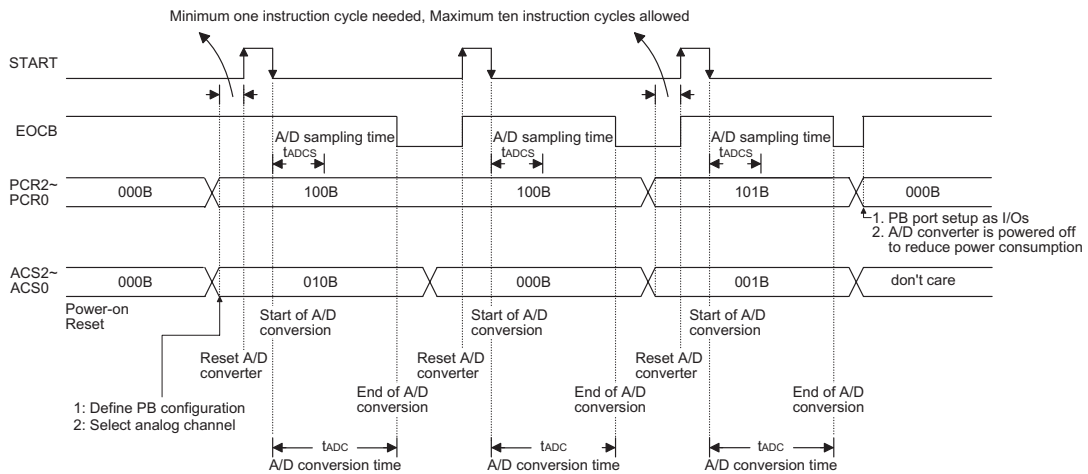 Minimum one instruction cycle needed, Maximum ten instruction cycles allowed
START
EOCB
A/D sampling time
tADCS
A/D sampling time
tADCS
A/D sampling time
tADCS
PCR2~
PCR0
000B
100B
100B
101B
000B
1. PB port setup as I/Os
2. A/D converter is powered off
to reduce power consumption
ACS2~
ACS0
000B
010B
000B
001B
don't care
Power-on
Reset
Start of A/D
conversion
Start of A/D
conversion
Start of A/D
conversion
Reset A/D
converter
Reset A/D
converter
Reset A/D
converter
1: Define PB configuration
2: Select analog channel
End of A/D
conversion
End of A/D
conversion
End of A/D
conversion
tADC
A/D conversion time
tADC
A/D conversion time
tADC
A/D conversion time